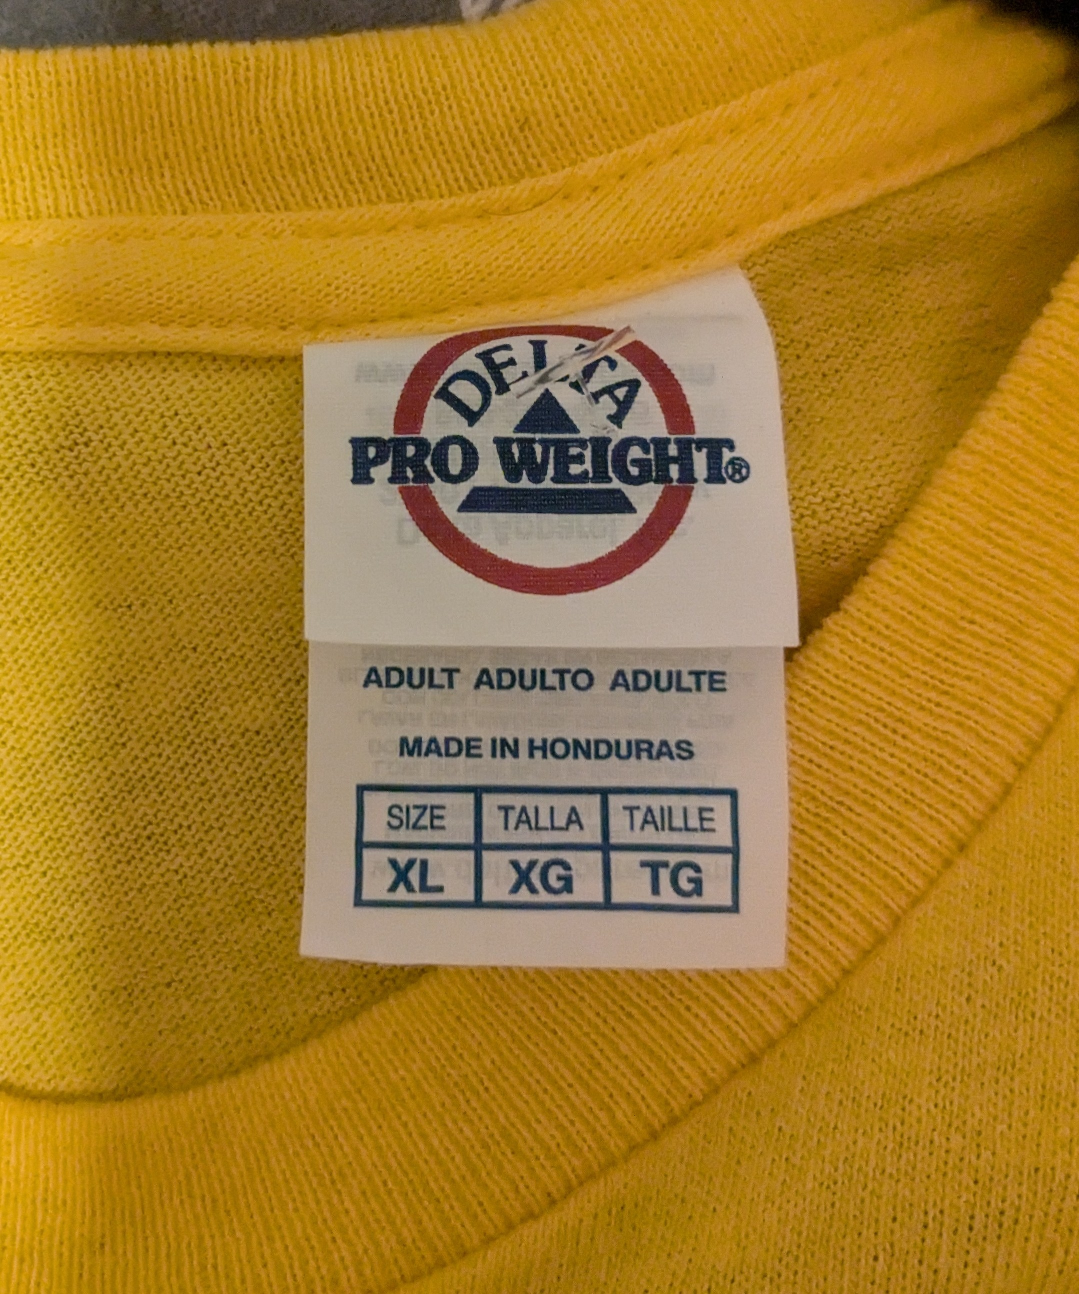 DELTA
PRO WEIGHT®
ADULT ADULTO ADULTE
MADE IN HONDURAS
SIZE TALLA TAILLE
XL XG TG